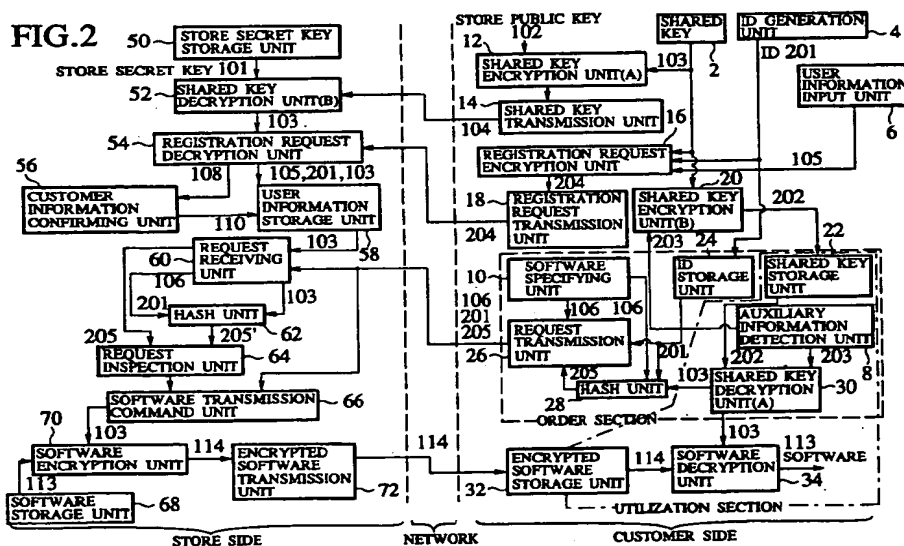 FIG.2
50
STORE SECRET KEY
STORAGE UNIT
STORE SECRET KEY 101
52
SHARED KEY
DECRYPTION UNIT(B)
103
54
REGISTRATION REQUEST
DECRYPTION UNIT
108
105,201,103
56
CUSTOMER
INFORMATION
CONFIRMING UNIT
110
USER
INFORMATION
STORAGE UNIT
58
103
60
REQUEST
RECEIVING
UNIT
106
201
103
HASH UNIT
62
205
205'
REQUEST
INSPECTION UNIT
64
SOFTWARE TRANSMISSION
COMMAND UNIT
66
70
103
SOFTWARE
ENCRYPTION UNIT
114
ENCRYPTED
SOFTWARE
TRANSMISSION
UNIT
72
114
113
SOFTWARE
STORAGE UNIT
68
STORE SIDE
NETWORK
STORE PUBLIC KEY
102
12
SHARED KEY
ENCRYPTION UNIT(A)
103
SHARED
KEY
2
ID GENERATION
UNIT
4
ID 201
USER
INFORMATION
INPUT UNIT
6
14
SHARED KEY
TRANSMISSION UNIT
104
16
REGISTRATION REQUEST
ENCRYPTION UNIT
105
204
18
REGISTRATION
REQUEST
TRANSMISSION
UNIT
204
20
SHARED KEY
ENCRYPTION
UNIT(B)
202
203
24
22
10
SOFTWARE
SPECIFYING
UNIT
ID
STORAGE
UNIT
SHARED KEY
STORAGE
UNIT
106
201
205
106
106
26
REQUEST
TRANSMISSION
UNIT
201
AUXILIARY
INFORMATION
DETECTION UNIT
8
202
203
205
HASH UNIT
28
103
SHARED KEY
DECRYPTION
UNIT(A)
30
ORDER SECTION
103
ENCRYPTED
SOFTWARE
STORAGE UNIT
32
114
SOFTWARE
DECRYPTION
UNIT
34
113
SOFTWARE
UTILIZATION SECTION
CUSTOMER SIDE